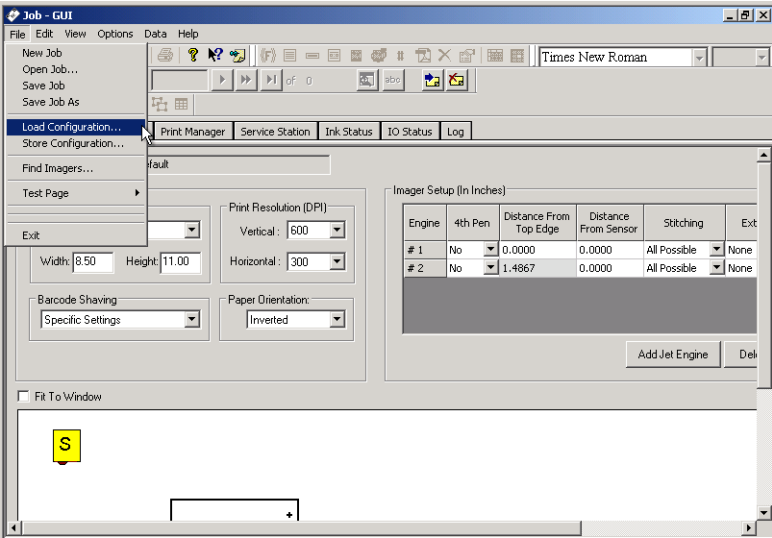 Job - GUI
File Edit View Options Data Help
New Job
Open Job...
Save Job
Save Job As
Load Configuration...
Store Configuration...
Find Imagers...
Test Page
Exit
Times New Roman
of 0
abc
Print Manager Service Station Ink Status IO Status Log
fault
Print Resolution (DPI)
Vertical : 600
Width: 8.50 Height: 11.00 Horizontal : 300
Barcode Shaving
Specific Settings
Paper Orientation:
Inverted
Imager Setup (In Inches)
Engine 4th Pen Distance From Top Edge Distance From Sensor Stitching Ext
# 1 No 0.0000 0.0000 All Possible None
# 2 No 1.4867 0.0000 All Possible None
Add Jet Engine Del
Fit To Window
S